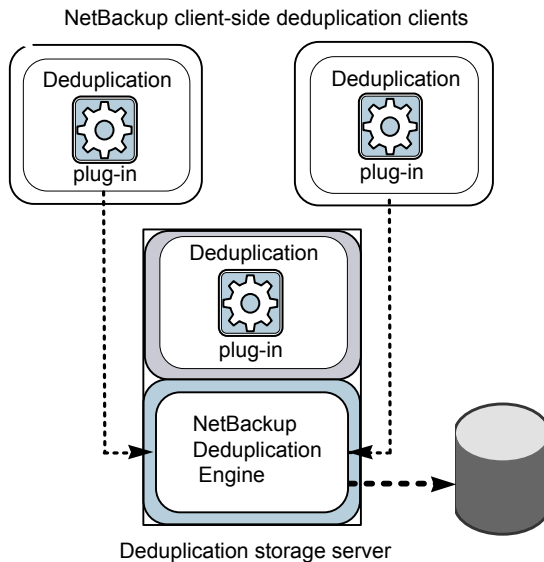 NetBackup client-side deduplication clients
Deduplication
plug-in
Deduplication
plug-in
Deduplication
plug-in
NetBackup
Deduplication
Engine
Deduplication storage server